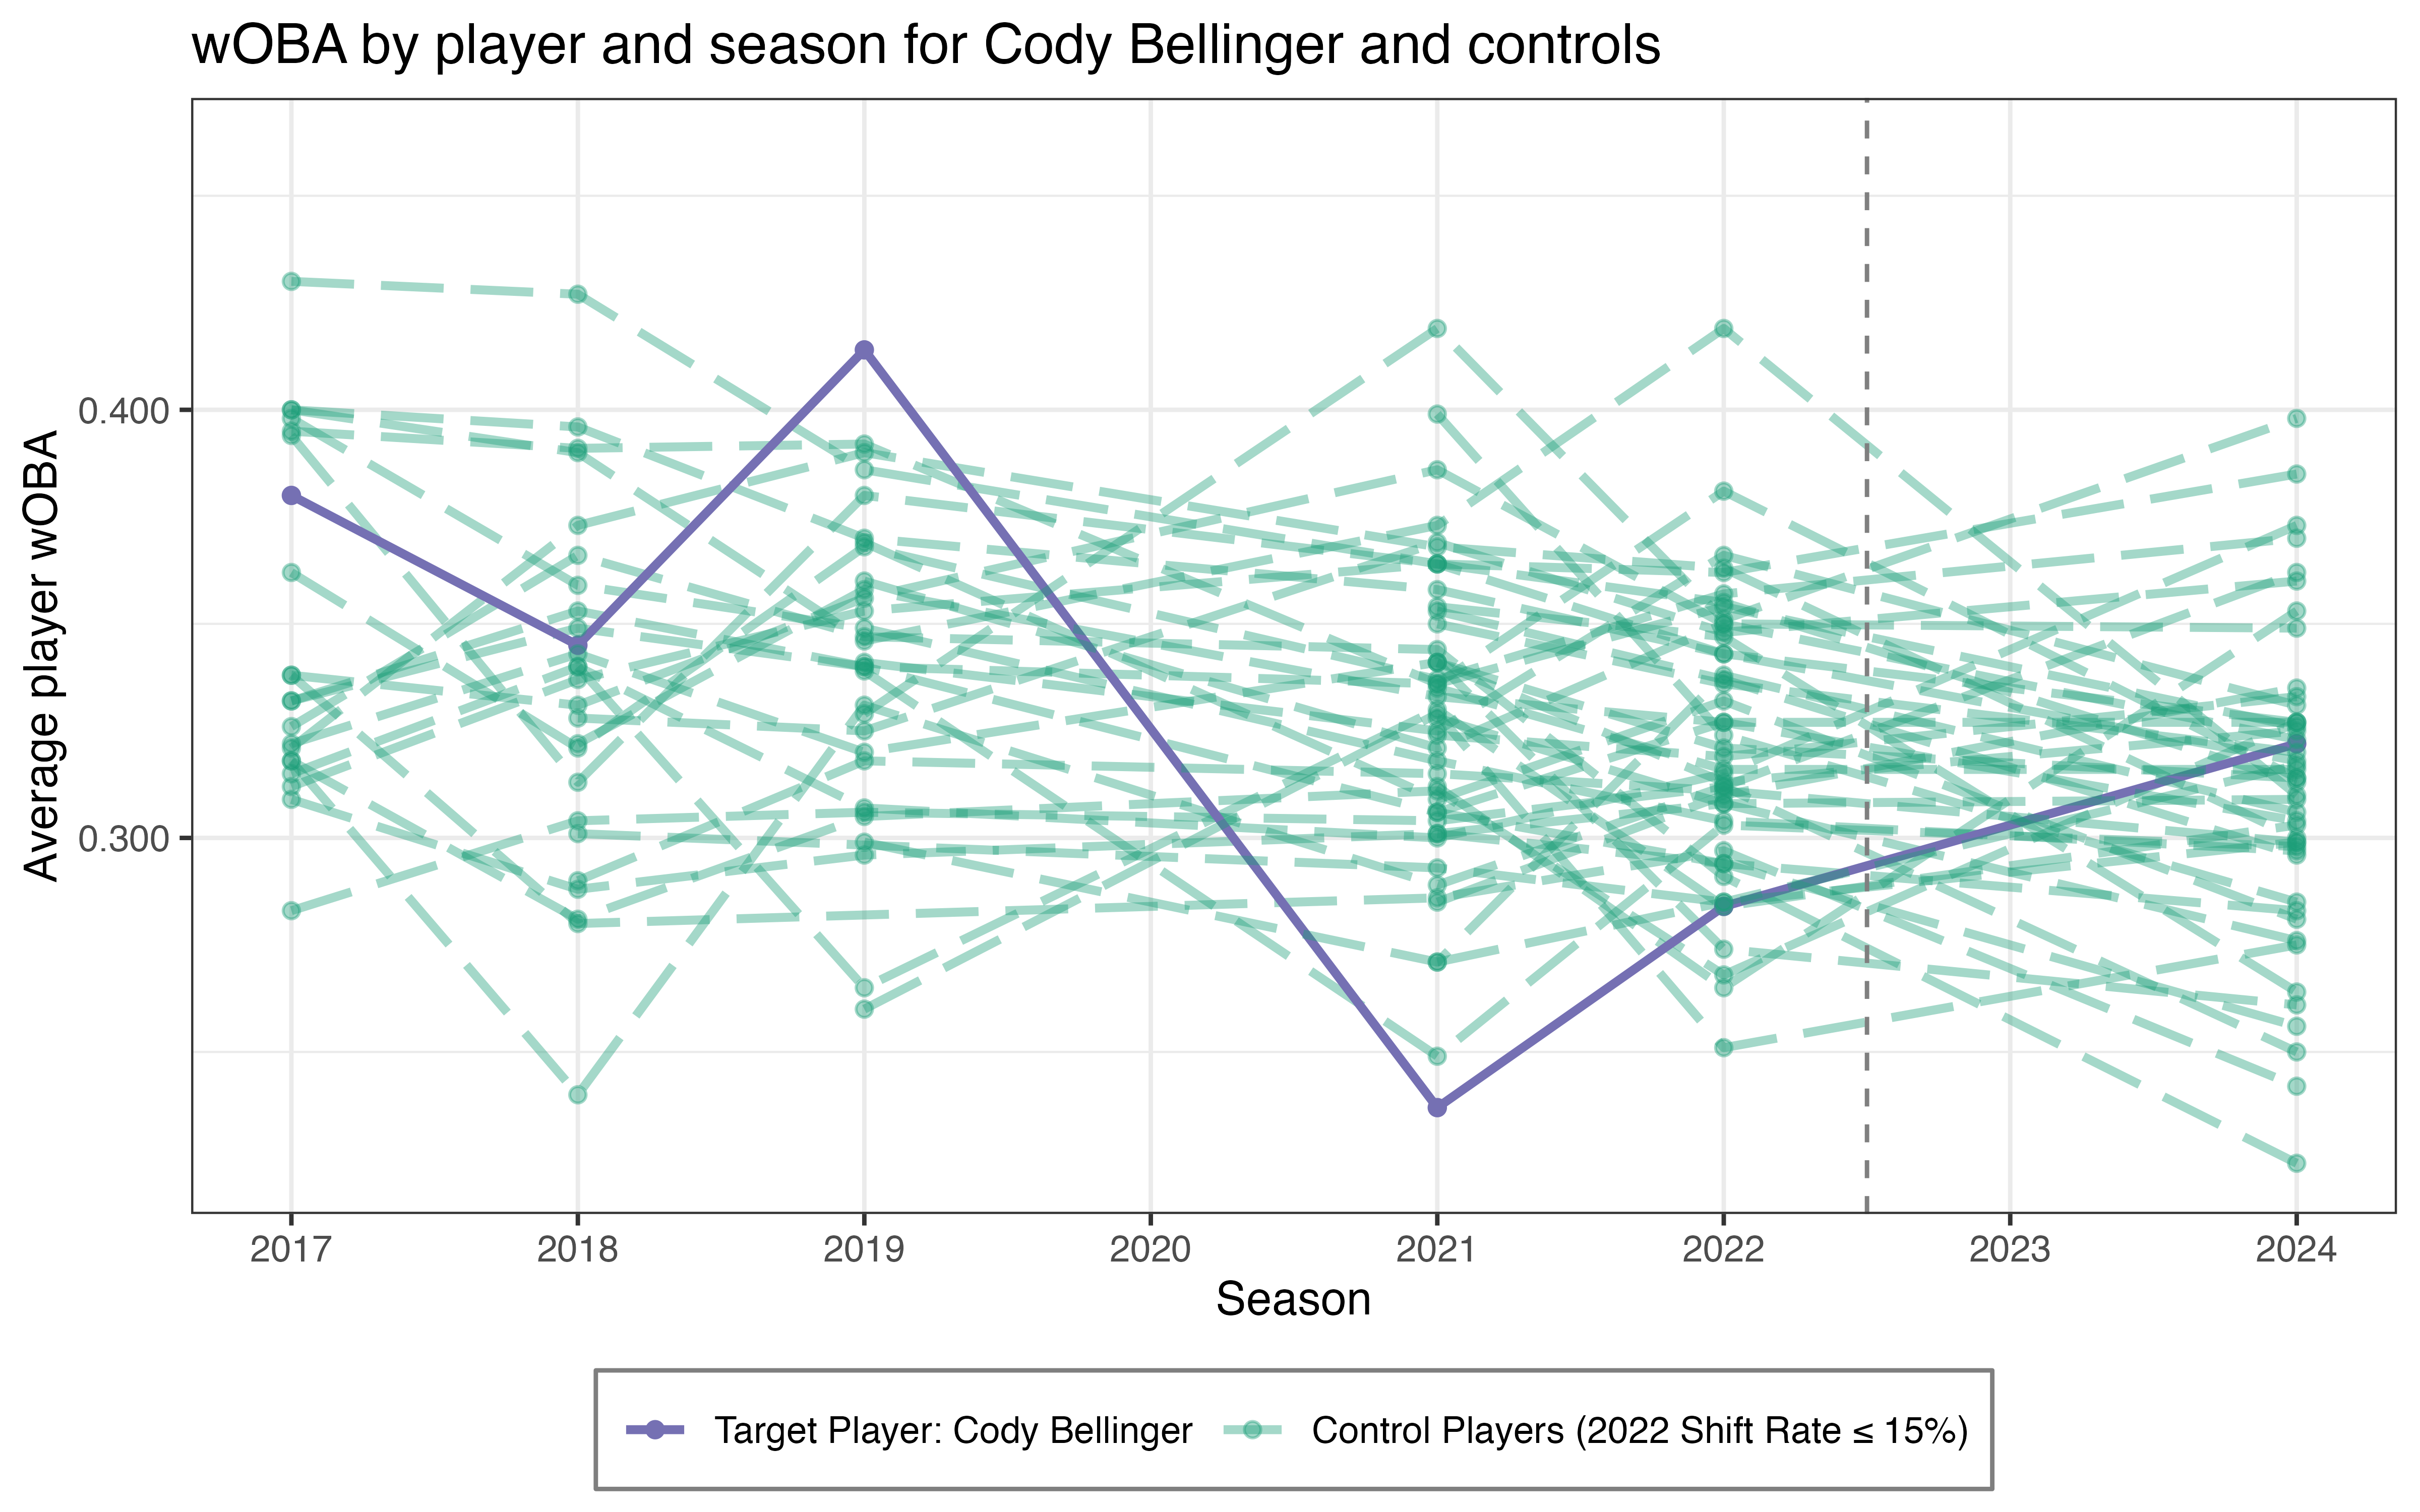 wOBA by player and season for Cody Bellinger and controls
Average player wOBA
0.400
0.300
2017 2018 2019 2020 2021 2022 2023 2024
Season
Target Player: Cody Bellinger Control Players (2022 Shift Rate ≤ 15%)